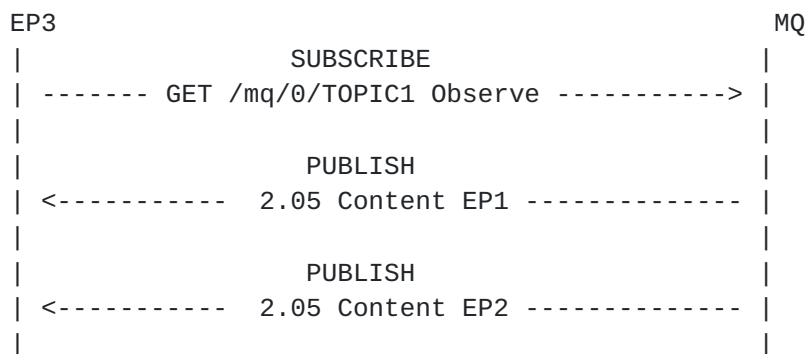 EP3                                              MQ
|                 SUBSCRIBE                      |
| ------- GET /mq/0/TOPIC1 Observe -----------> |
|                                                |
|                  PUBLISH                       |
| <-----------  2.05 Content EP1 -------------- |
|                                                |
|                  PUBLISH                       |
| <-----------  2.05 Content EP2 -------------- |
|                                                |